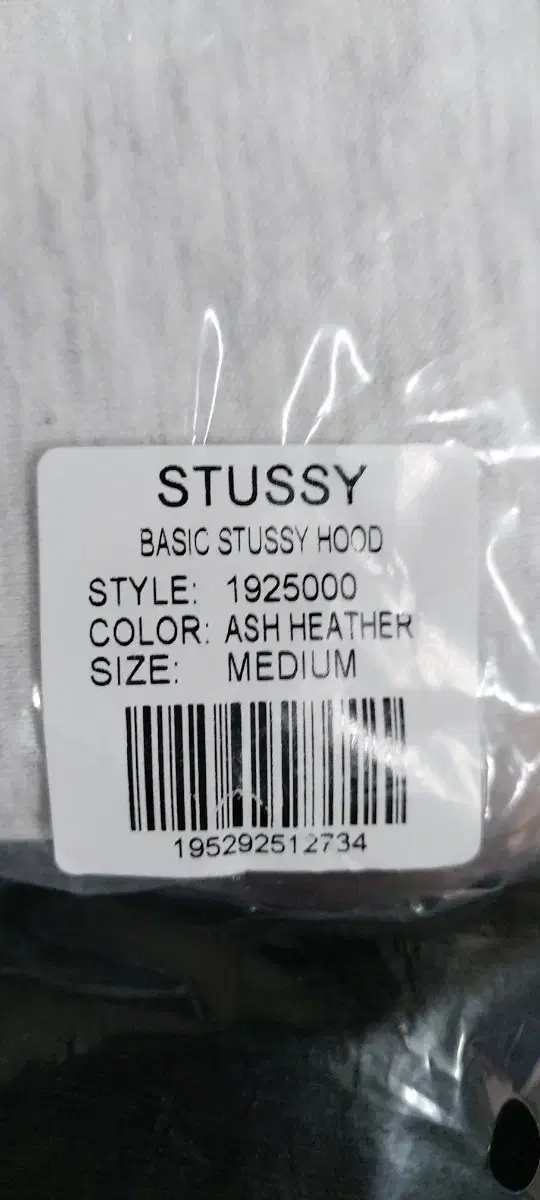 STUSSY
BASIC STUSSY HOOD
STYLE: 1925000
COLOR: ASH HEATHER
SIZE: MEDIUM
195292512734